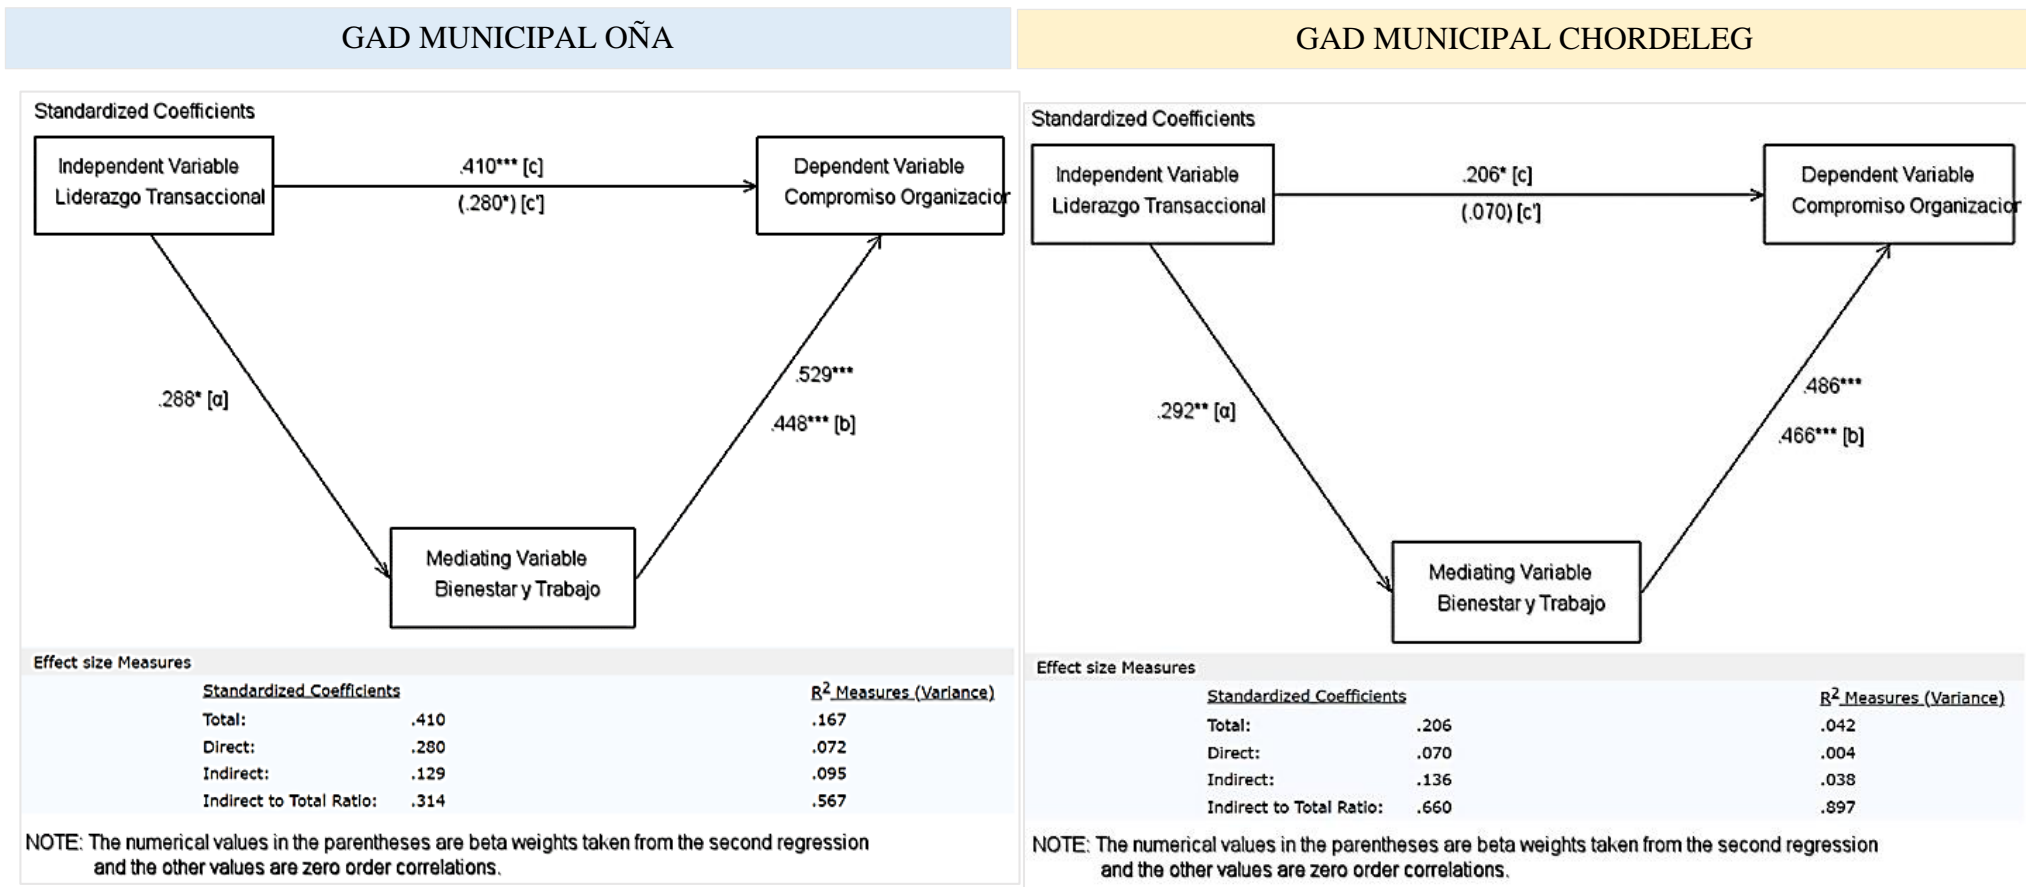 GAD MUNICIPAL OÑA
Standardized Coefficients
Independent Variable
Liderazgo Transaccional
.410*** [c]
(.280*) [c']
Dependent Variable
Compromiso Organizacior
.288* [α]
.529***
.448*** [b]
Mediating Variable
Bienestar y Trabajo
Effect size Measures
Standardized Coefficients R² Measures (Variance)
Total: .410 .167
Direct: .280 .072
Indirect: .129 .095
Indirect to Total Ratio: .314 .567
NOTE: The numerical values in the parentheses are beta weights taken from the second regression
and the other values are zero order correlations.
GAD MUNICIPAL CHORDELEG
Standardized Coefficients
Independent Variable
Liderazgo Transaccional
.206* [c]
(.070) [c']
Dependent Variable
Compromiso Organizacior
.292** [α]
.486***
.466*** [b]
Mediating Variable
Bienestar y Trabajo
Effect size Measures
Standardized Coefficients R² Measures (Variance)
Total: .206 .042
Direct: .070 .004
Indirect: .136 .038
Indirect to Total Ratio: .660 .897
NOTE: The numerical values in the parentheses are beta weights taken from the second regression
and the other values are zero order correlations.